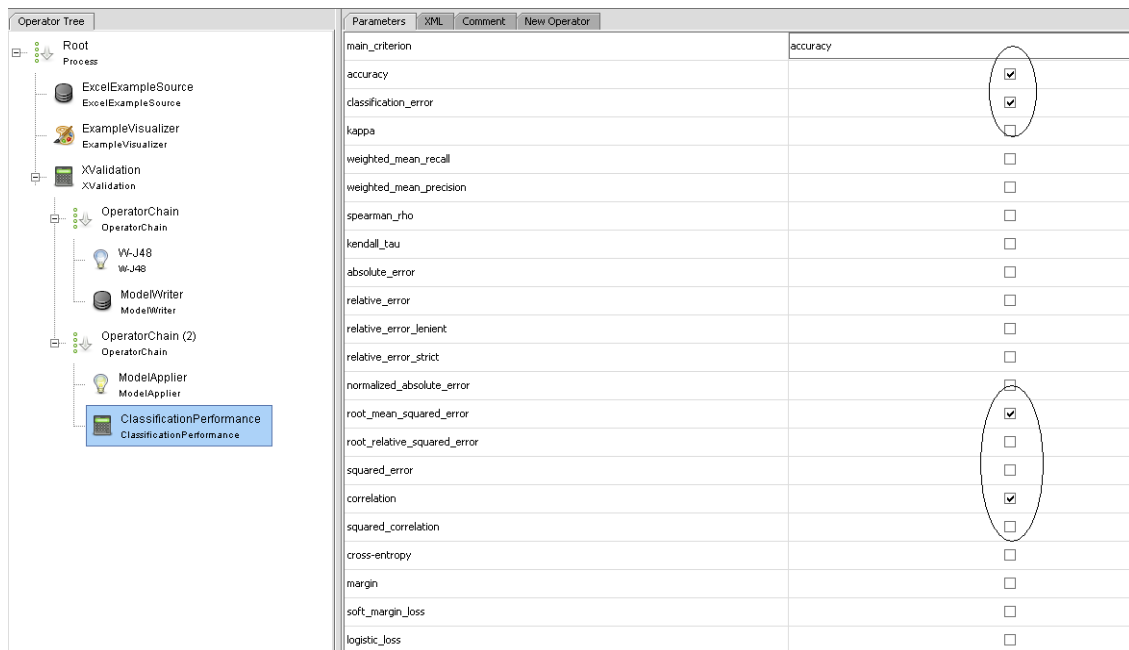 Operator Tree
Root
Process
ExcelExampleSource
ExcelExampleSource
ExampleVisualizer
ExampleVisualizer
XValidation
XValidation
OperatorChain
OperatorChain
W-J48
W-J48
ModelWriter
ModelWriter
OperatorChain (2)
OperatorChain
ModelApplier
ModelApplier
ClassificationPerformance
ClassificationPerformance
Parameters XML Comment New Operator
main_criterion accuracy
accuracy
classification_error
kappa
weighted_mean_recall
weighted_mean_precision
spearman_rho
kendall_tau
absolute_error
relative_error
relative_error_lenient
relative_error_strict
normalized_absolute_error
root_mean_squared_error
root_relative_squared_error
squared_error
correlation
squared_correlation
cross-entropy
margin
soft_margin_loss
logistic_loss